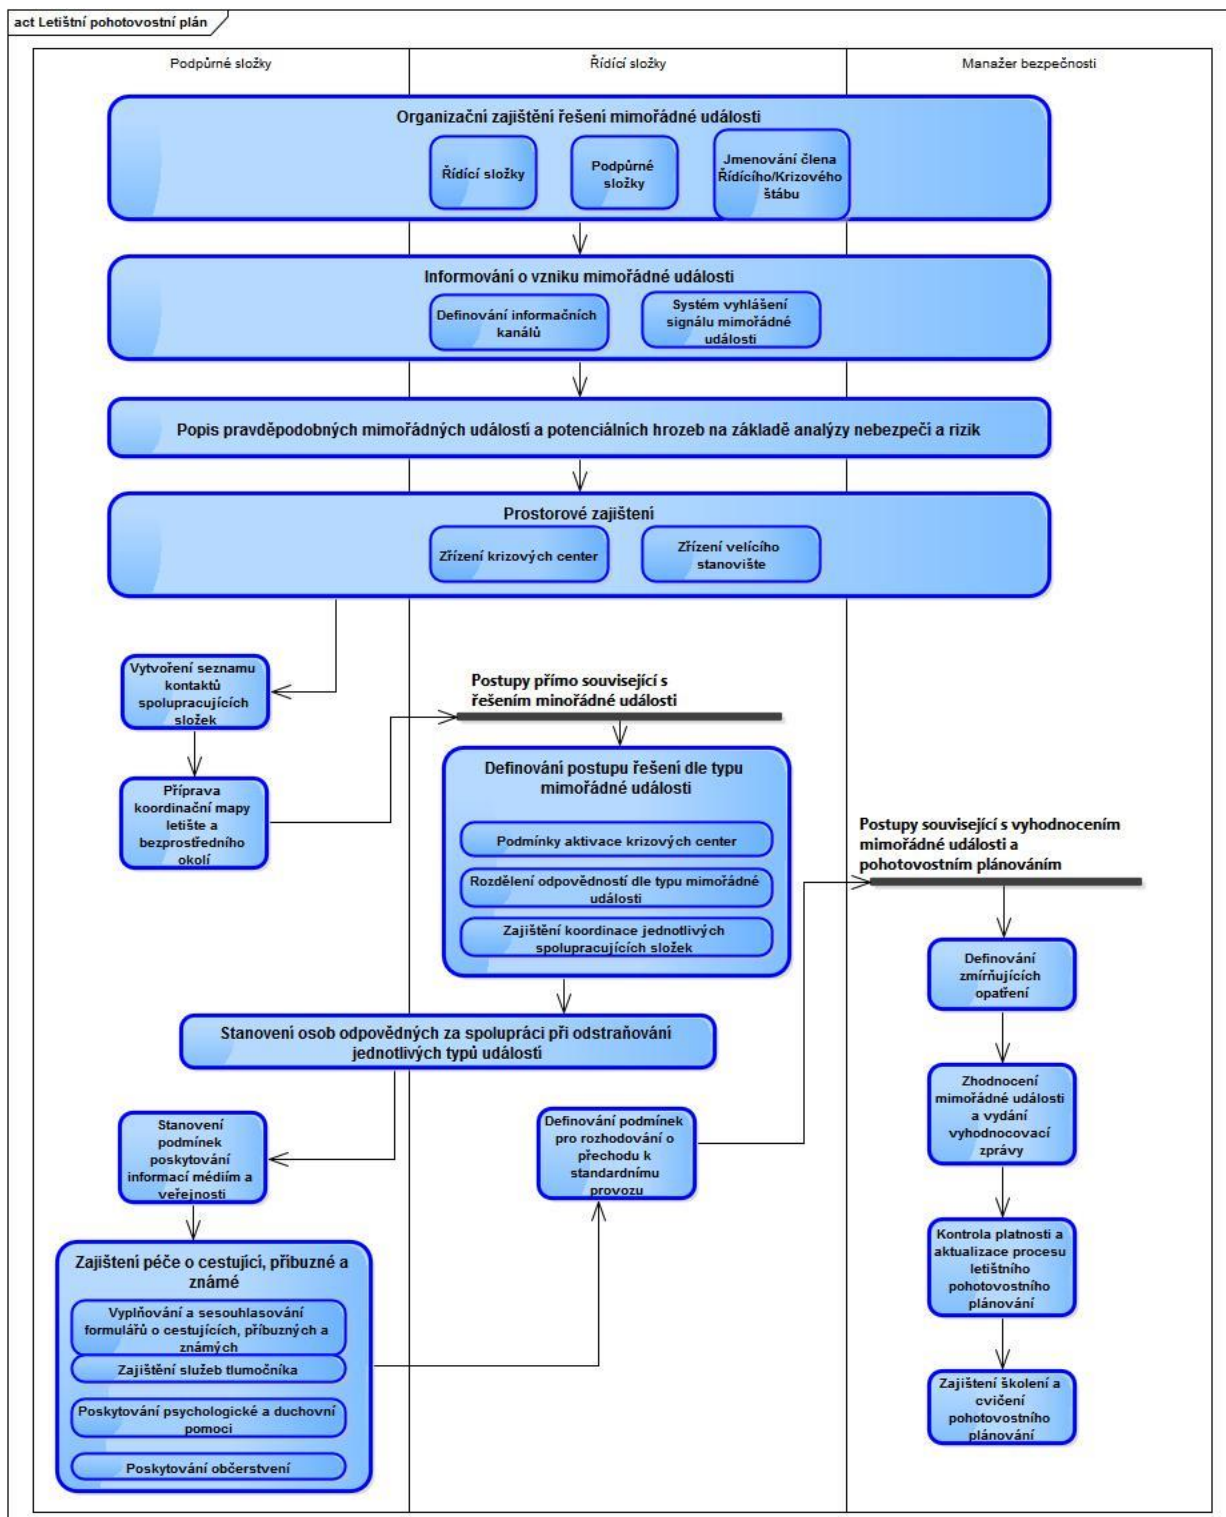 act Letištní pohotovostní plán
Podpůrné složky
Řídící složky
Manažer bezpečnosti
Organizační zajištění řešení mimořádné události
Řídící složky
Podpůrné
složky
Jmenování člena
Řídícího/Krizového
štábu
Informování o vzniku mimořádné události
Definování informačních
kanálů
Systém vyhlášení
signálu mimořádné
události
Popis pravděpodobných mimořádných událostí a potenciálních hrozeb na základě analýzy nebezpečí a rizik
Prostorové zajištění
Zřízení krizových center
Zřízení velícího
stanovište
Vytvoření seznamu
kontaktů
spolupracujících
složek
Příprava
koordinační mapy
letište a
bezprostředního
okolí
Postupy přímo související s
řešením minořádné události
Definování postupu řešení dle typu
mimořádné události
Podmínky aktivace krizových center
Rozdělení odpovědností dle typu mimořádné
události
Zajištění koordinace jednotlivých
spolupracujících složek
Stanovení osob odpovědných za spolupráci při odstraňování
jednotlivých typů událostí
Stanovení
podmínek
poskytování
informací médiím a
veřejnosti
Zajištení péče o cestující, příbuzné a
známé
Vyplňování a sesouhlasování
formulářů o cestujících, příbuzných a
známých
Zajištění služeb tlumočníka
Poskytování psychologické a duchovní
pomoci
Poskytování občerstvení
Definování podmínek
pro rozhodování o
přechodu k
standardnímu
provozu
Postupy související s vyhodnocením
mimořádné události a
pohotovostním plánováním
Definování
zmírňujících
opatření
Zhodnocení
mimořádné události
a vydání
vyhodnocovací
zprávy
Kontrola platnosti a
aktualizace procesu
letištního
pohotovostního
plánování
Zajištení školení a
cvičení
pohotovostního
plánování